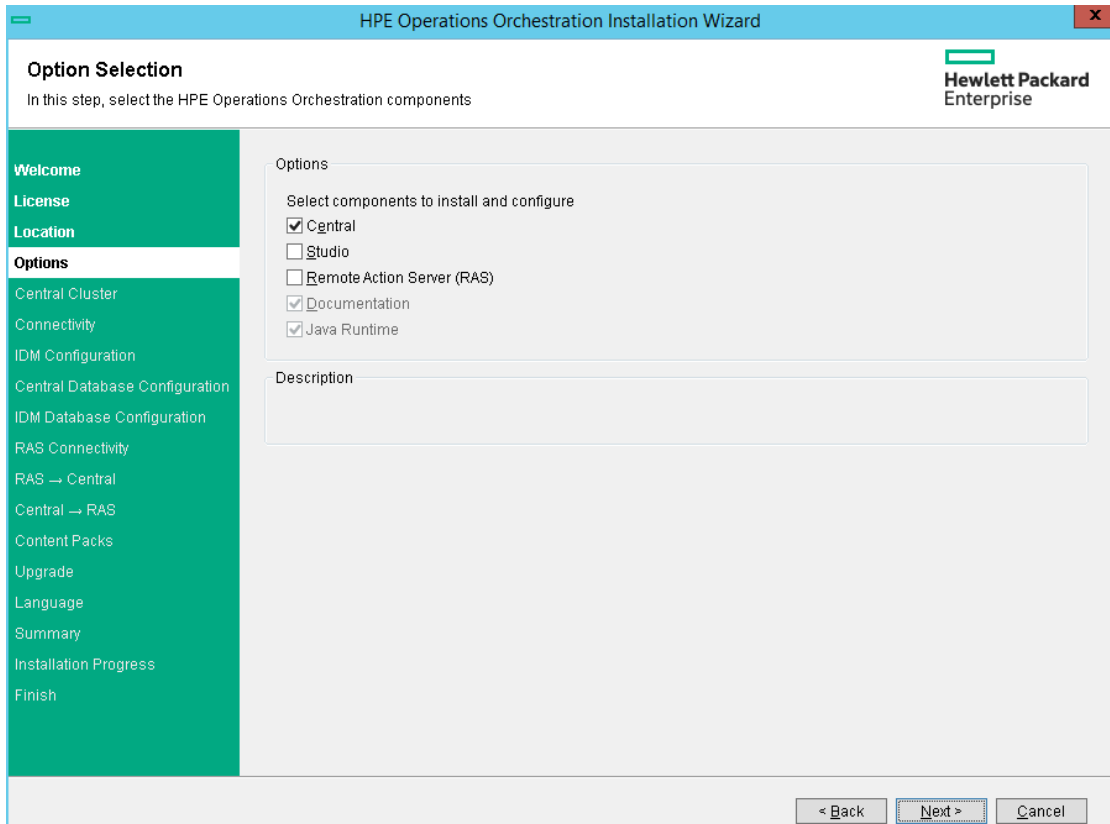 HPE Operations Orchestration Installation Wizard
x
Option Selection
In this step, select the HPE Operations Orchestration components
Hewlett Packard
Enterprise
Welcome
License
Location
Options
Central Cluster
Connectivity
IDM Configuration
Central Database Configuration
IDM Database Configuration
RAS Connectivity
RAS → Central
Central → RAS
Content Packs
Upgrade
Language
Summary
Installation Progress
Finish
Options
Select components to install and configure
Central
Studio
Remote Action Server (RAS)
Documentation
Java Runtime
Description
< Back
Next >
Cancel